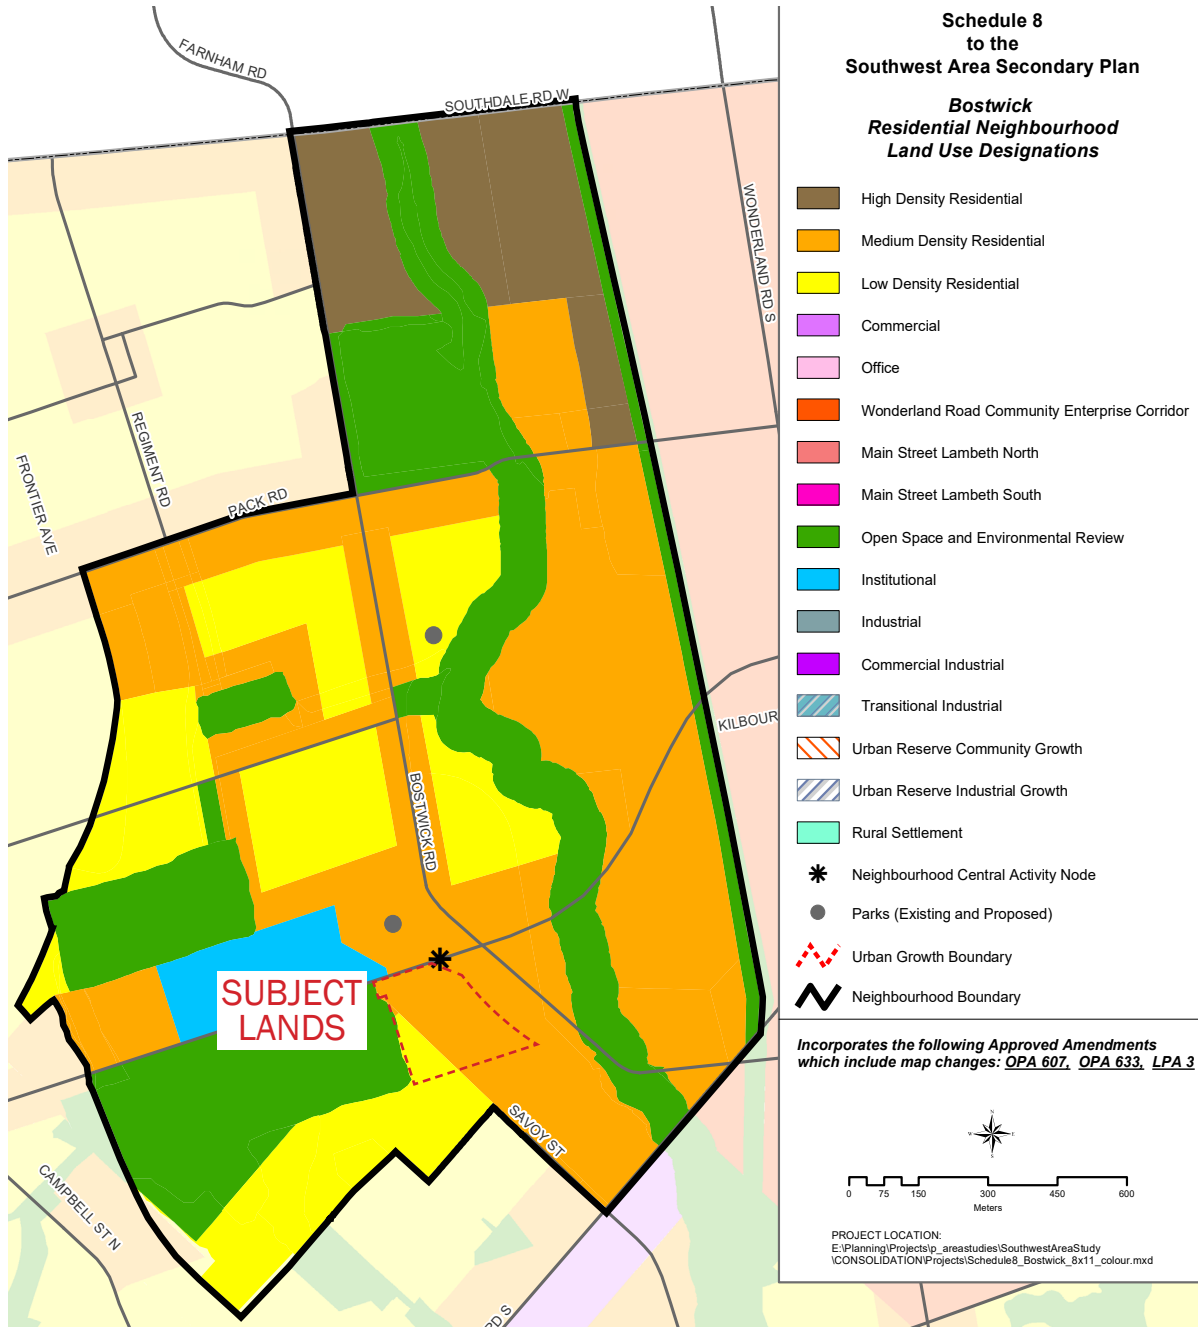 Schedule 8
to the
Southwest Area Secondary Plan
Bostwick
Residential Neighbourhood
Land Use Designations
High Density Residential
Medium Density Residential
Low Density Residential
Commercial
Office
Wonderland Road Community Enterprise Corridor
Main Street Lambeth North
Main Street Lambeth South
Open Space and Environmental Review
Institutional
Industrial
Commercial Industrial
Transitional Industrial
Urban Reserve Community Growth
Urban Reserve Industrial Growth
Rural Settlement
Neighbourhood Central Activity Node
Parks (Existing and Proposed)
Urban Growth Boundary
Neighbourhood Boundary
Incorporates the following Approved Amendments
which include map changes: OPA 607, OPA 633, LPA 3
N
W E
S
0 75 150 300 450 600
Meters
PROJECT LOCATION:
E:\Planning\Projects\p_areastudies\SouthwestAreaStudy
\CONSOLIDATION\Projects\Schedule8_Bostwick_8x11_colour.mxd
FARNHAM RD
SOUTHDALE RD W
WONDERLAND RD S
REGIMENT RD
FRONTIER AVE
PACK RD
KILBOUR
BOSTWICK RD
SUBJECT
LANDS
SAVOY ST
CAMPBELL ST N
RD S